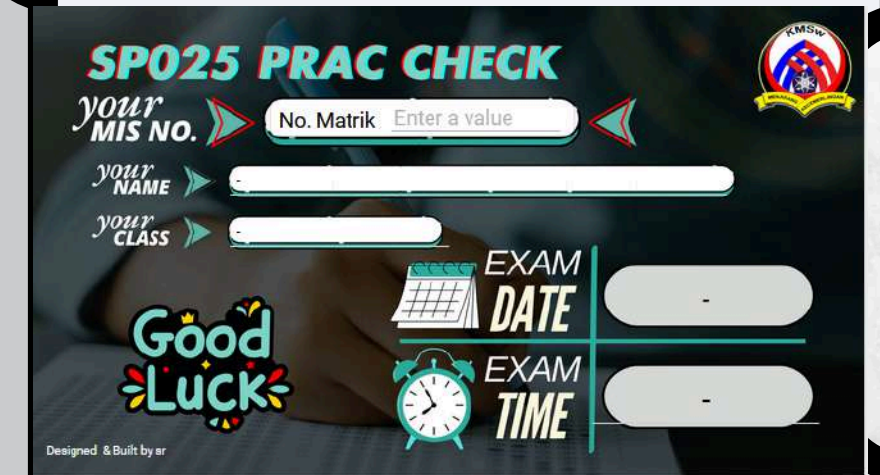 SP025 PRAC CHECK
KMSw
your
MIS NO.
No. Matrik Enter a value
your
NAME
-
your
CLASS
-
EXAM
DATE
-
Good
Luck
EXAM
TIME
-
Designed & Built by sr